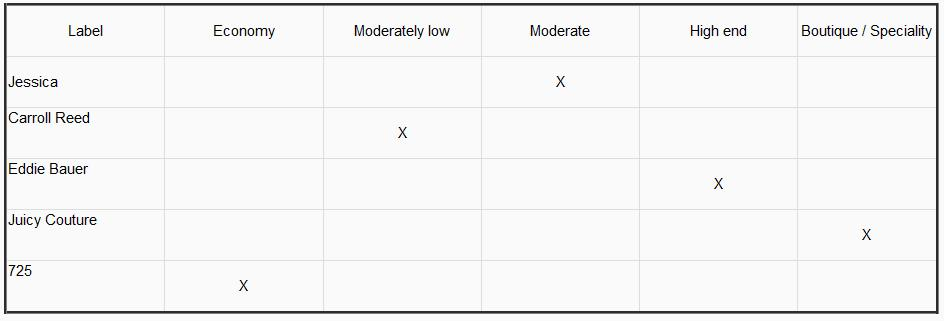 Label Economy Moderately low Moderate High end Boutique / Speciality
Jessica X
Carroll Reed X
Eddie Bauer X
Juicy Couture X
725 X